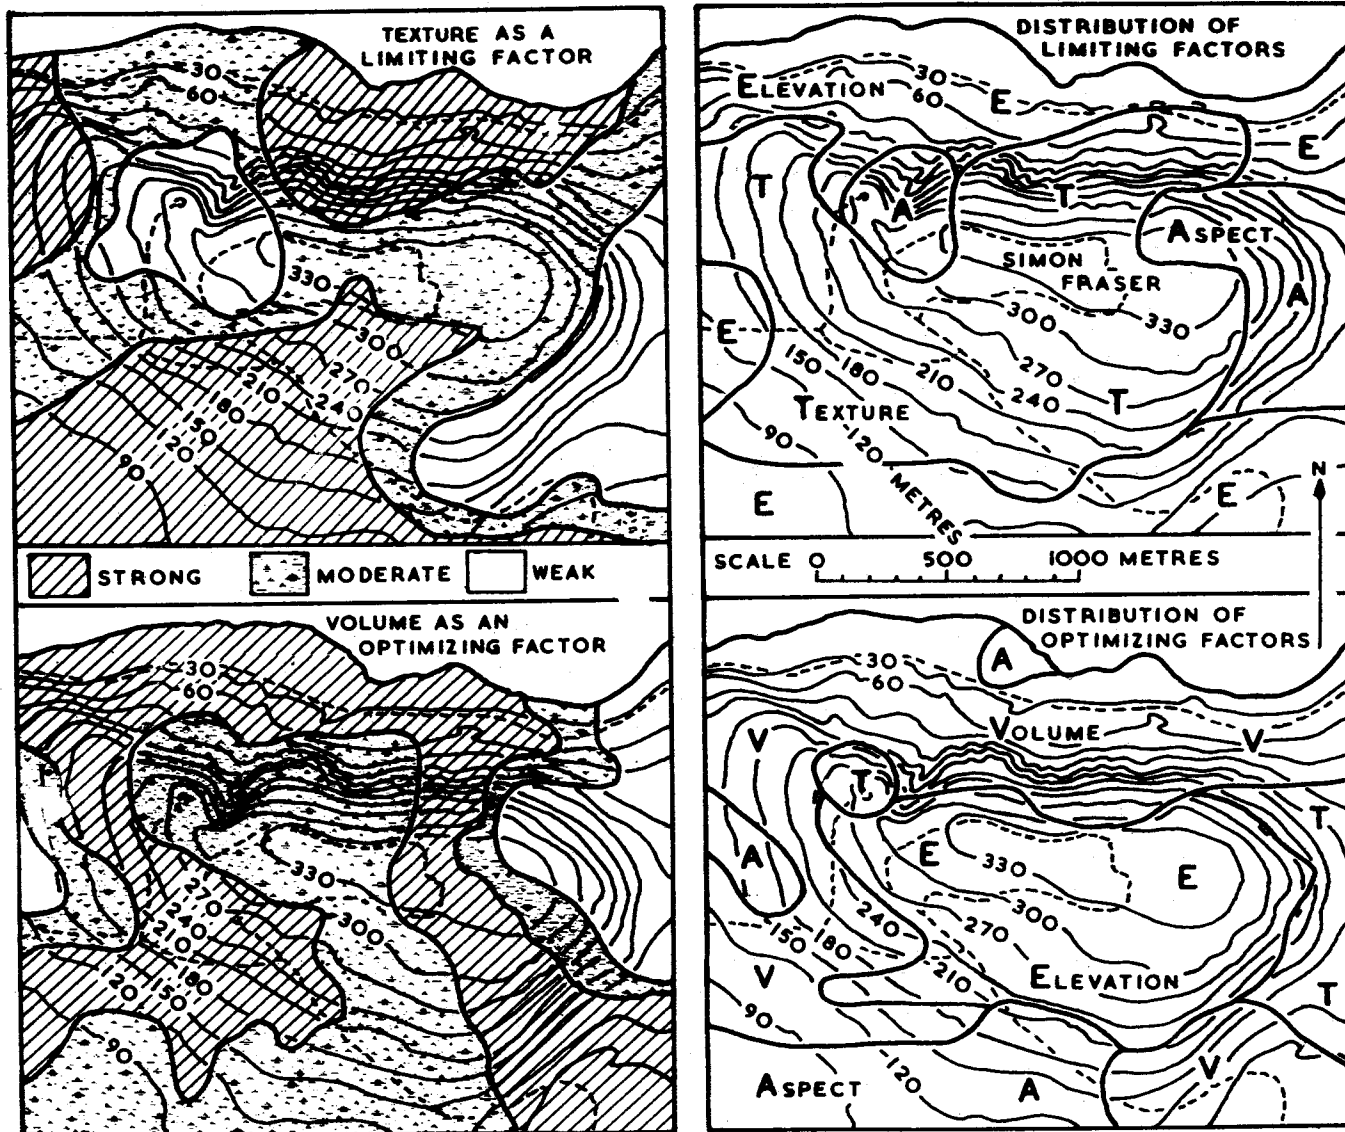 TEXTURE AS A
LIMITING FACTOR
30
60
330
300
270
240
210
180
150
120
90
DISTRIBUTION OF
LIMITING FACTORS
30
ELEVATION
60
E
E
T
A
T
ASPECT
SIMON
FRASER
A
300
330
E
150
180
210
270
240
T
TEXTURE
90
120 METRES
E
E
N
STRONG
MODERATE
WEAK
SCALE 0 500 1000 METRES
VOLUME AS AN
OPTIMIZING FACTOR
30
60
330
300
270
240
210
180
150
120
90
DISTRIBUTION OF
OPTIMIZING FACTORS
A
30
60
V
VOLUME
V
T
T
A
E
330
E
240
300
270
150
180
210
V
ELEVATION
T
90
120
V
ASPECT
A